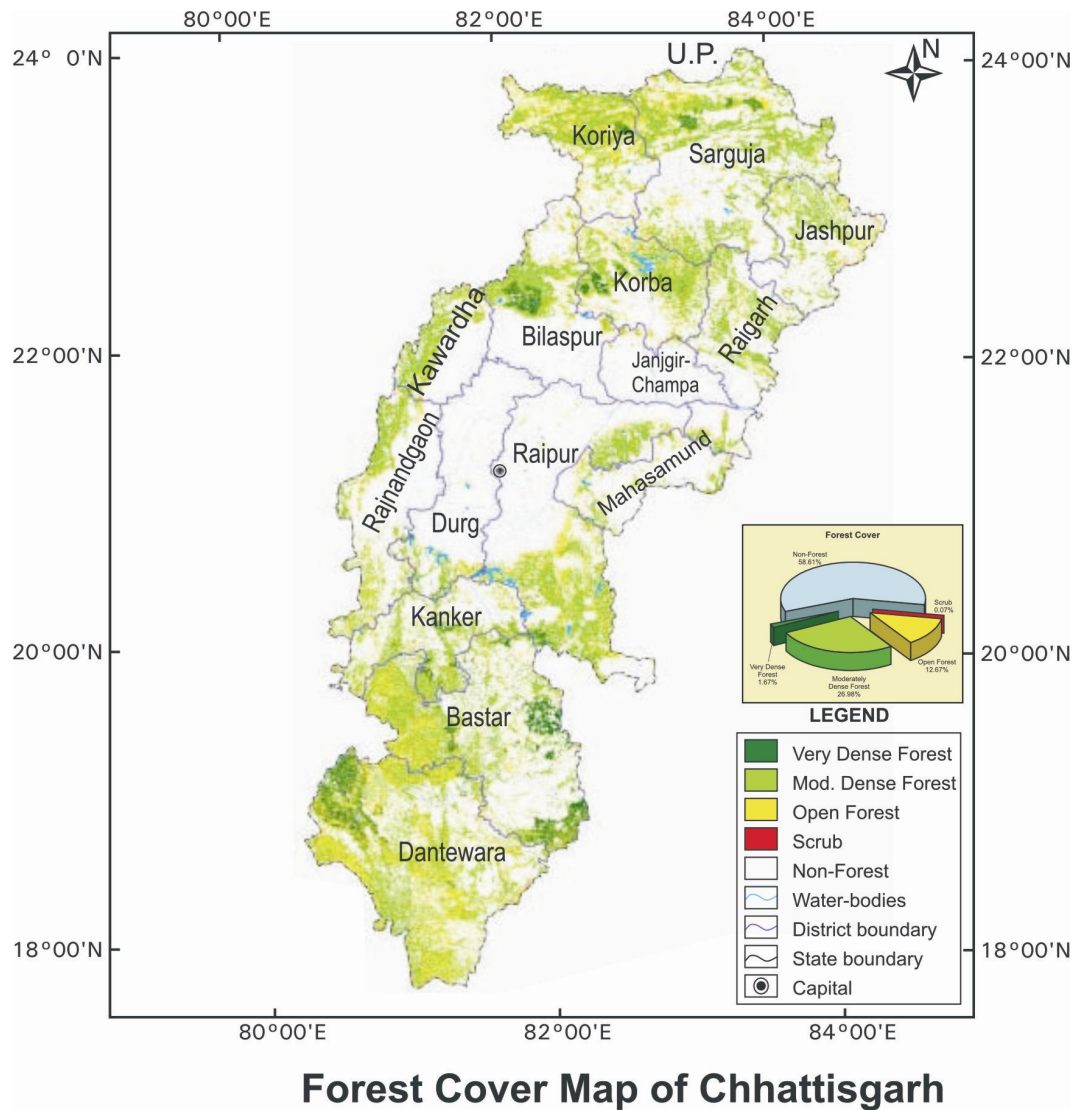 80°00'E 82°00'E 84°00'E
24° 0'N
24°00'N
U.P.
N
Koriya
Sarguja
Jashpur
Korba
Raigarh
Kawardha
Bilaspur
22°00'N
22°00'N
Janjgir-
Champa
Rajnandgaon
Raipur
Mahasamund
Durg
Kanker
20°00'N
20°00'N
Bastar
Dantewara
18°00'N
18°00'N
Forest Cover
Non-Forest
58.61%
Scrub
0.07%
Open Forest
12.67%
Very Dense
Forest
1.67%
Moderately
Dense Forest
26.98%
LEGEND
Very Dense Forest
Mod. Dense Forest
Open Forest
Scrub
Non-Forest
Water-bodies
District boundary
State boundary
Capital
80°00'E 82°00'E 84°00'E
Forest Cover Map of Chhattisgarh